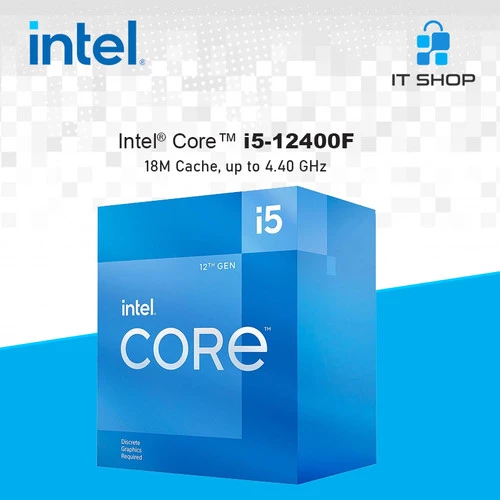 intel®
IT SHOP
Intel® Core™ i5-12400F
18M Cache, up to 4.40 GHz
i5
12TH GEN
intel.
CORE™
Discrete
Graphics
Required